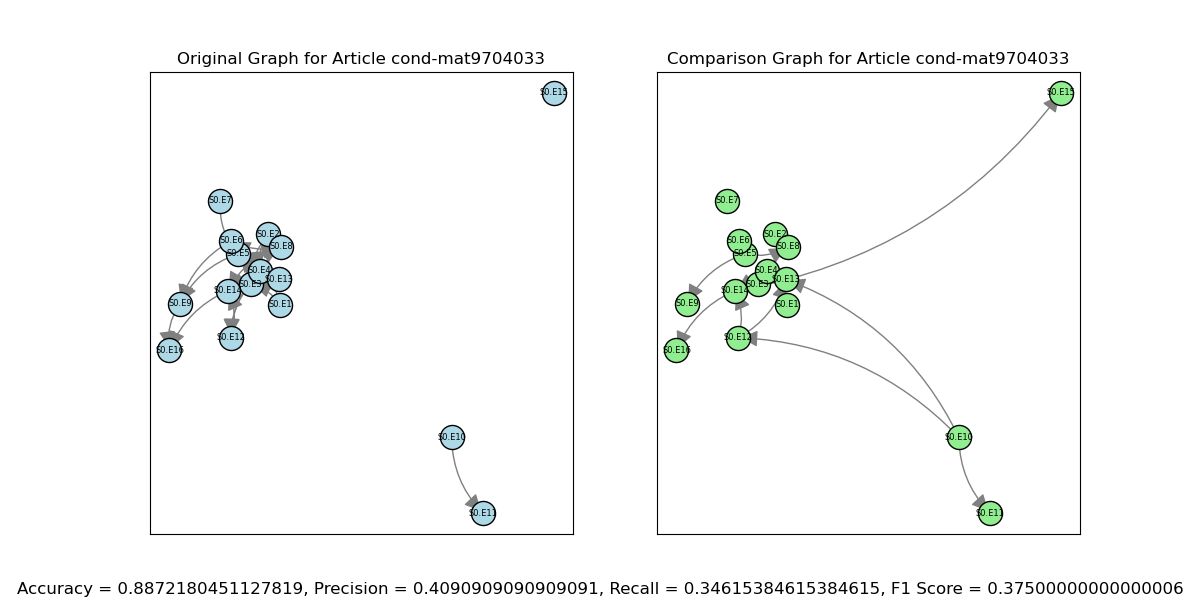 Original Graph for Article cond-mat9704033
Comparison Graph for Article cond-mat9704033
S0.E15
S0.E7
S0.E6
S0.E2
S0.E5
S0.E8
S0.E4
S0.E13
S0.E3
S0.E14
S0.E9
S0.E1
S0.E12
S0.E16
S0.E10
S0.E11
S0.E15
S0.E7
S0.E6
S0.E2
S0.E5
S0.E8
S0.E4
S0.E13
S0.E3
S0.E14
S0.E9
S0.E1
S0.E12
S0.E16
S0.E10
S0.E11
Accuracy = 0.8872180451127819, Precision = 0.4090909090909091, Recall = 0.34615384615384615, F1 Score = 0.37500000000000006